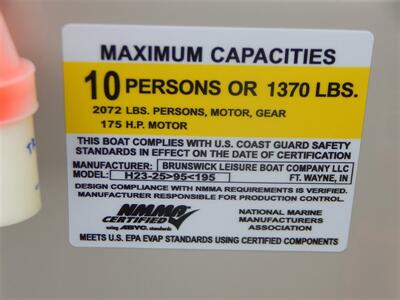 MAXIMUM CAPACITIES
10 PERSONS OR 1370 LBS.
2072 LBS. PERSONS, MOTOR, GEAR
175 H.P. MOTOR
THIS BOAT COMPLIES WITH U.S. COAST GUARD SAFETY
STANDARDS IN EFFECT ON THE DATE OF CERTIFICATION
MANUFACTURER: BRUNSWICK LEISURE BOAT COMPANY LLC
MODEL: H23-25>95<195 FT. WAYNE, IN
DESIGN COMPLIANCE WITH NMMA REQUIREMENTS IS VERIFIED.
MANUFACTURER RESPONSIBLE FOR PRODUCTION CONTROL.
NMMA
CERTIFIED
using ABYC. standards
NATIONAL MARINE
MANUFACTURERS
ASSOCIATION
MEETS U.S. EPA EVAP STANDARDS USING CERTIFIED COMPONENTS